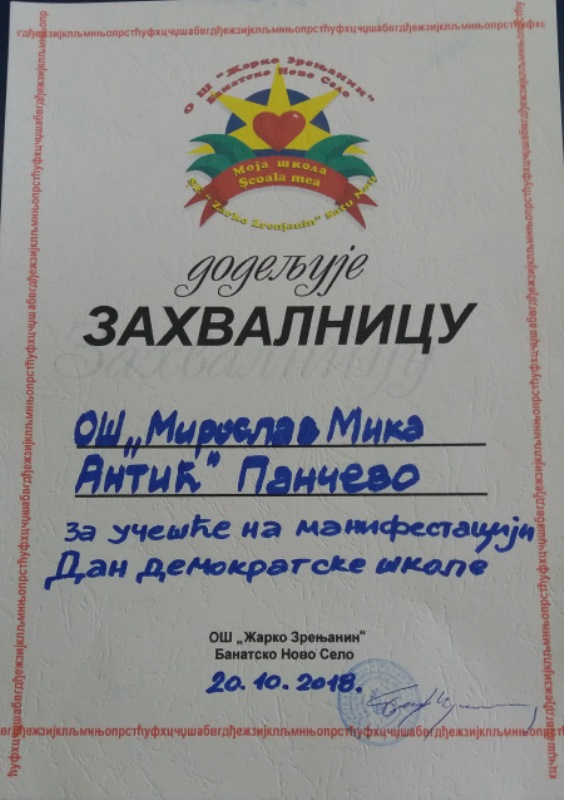 О Ш "Жарко Зрењанин"
Банатско Ново Село
Моја школа
Şcoala mea
додељује
ЗАХВАЛНИЦУ
Захвалницу
ОШ „Мирослав Мика
Антић“ Панчево
за учешће на манифестацији
Дан демократске школе
ОШ „Жарко Зрењанин“
Банатско Ново Село
20.10.2018.